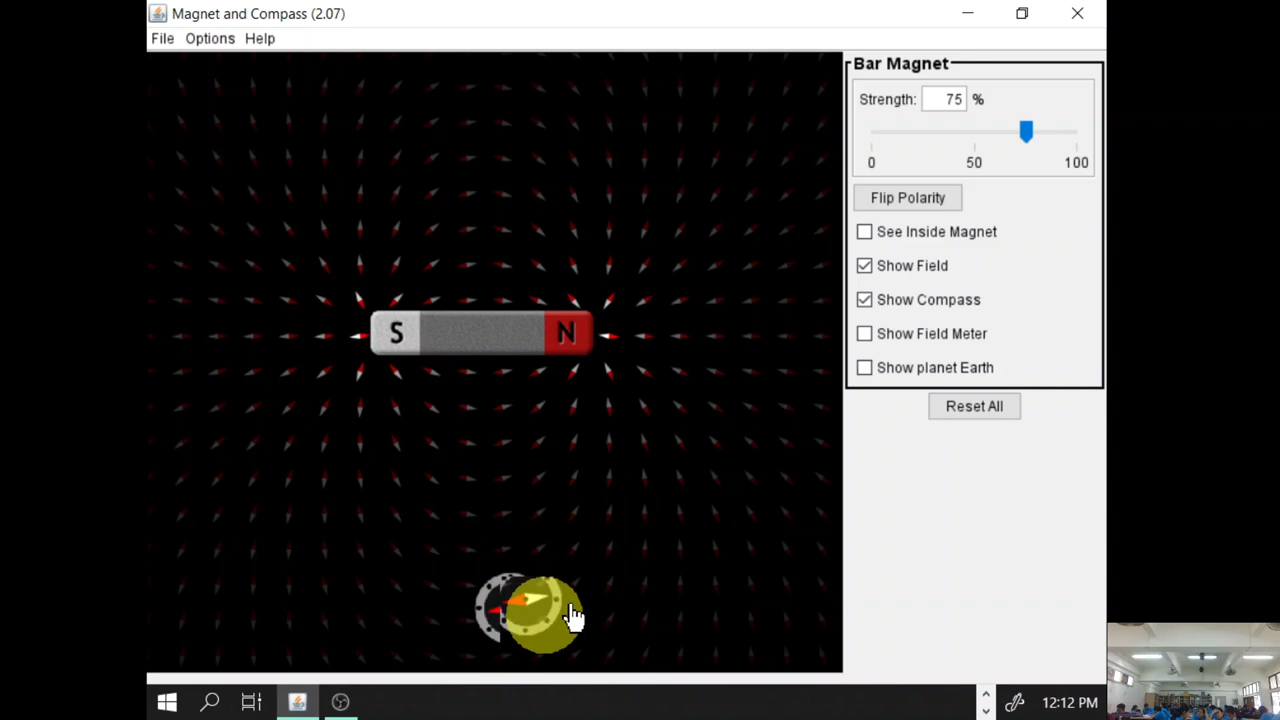 Magnet and Compass (2.07)
File Options Help
Bar Magnet
Strength: 75 %
0 50 100
Flip Polarity
See Inside Magnet
Show Field
Show Compass
Show Field Meter
Show planet Earth
Reset All
S N
12:12 PM